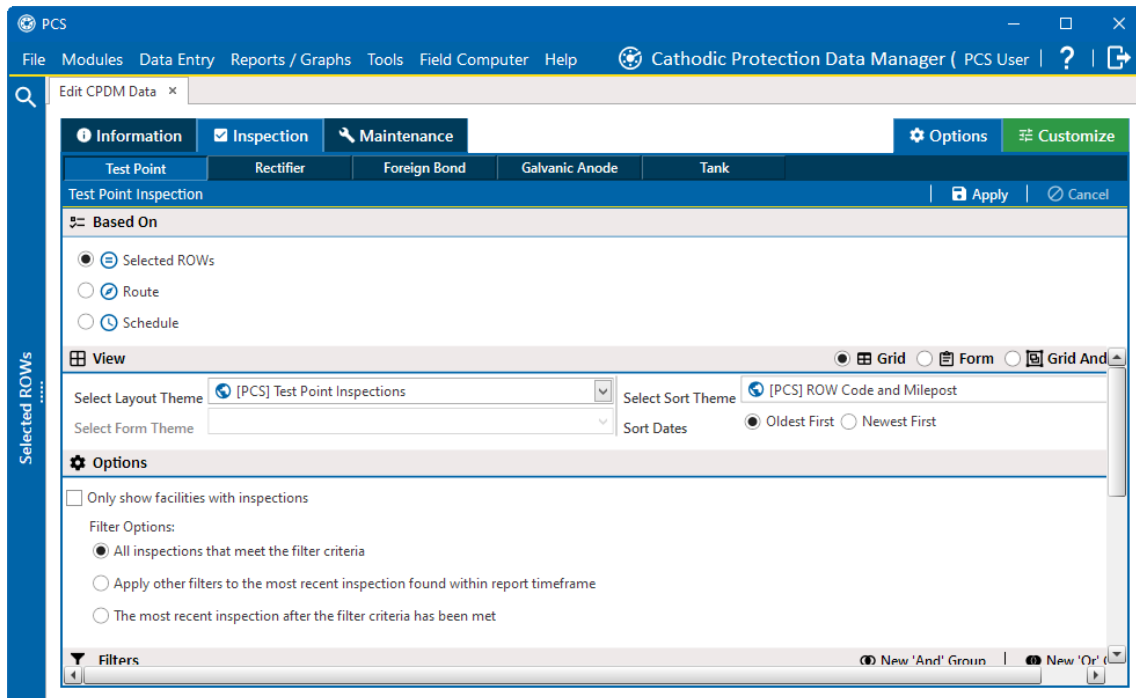 PCS
File Modules Data Entry Reports / Graphs Tools Field Computer Help Cathodic Protection Data Manager ( PCS User | ? |
Edit CPDM Data ×
Information Inspection Maintenance Options Customize
Test Point Rectifier Foreign Bond Galvanic Anode Tank
Test Point Inspection | Apply | Cancel
Based On
Selected ROWs
Route
Schedule
View Grid Form Grid And
Select Layout Theme [PCS] Test Point Inspections Select Sort Theme [PCS] ROW Code and Milepost
Select Form Theme Sort Dates Oldest First Newest First
Selected ROWs
Options
Only show facilities with inspections
Filter Options:
All inspections that meet the filter criteria
Apply other filters to the most recent inspection found within report timeframe
The most recent inspection after the filter criteria has been met
Filters New 'And' Group | New 'Or'